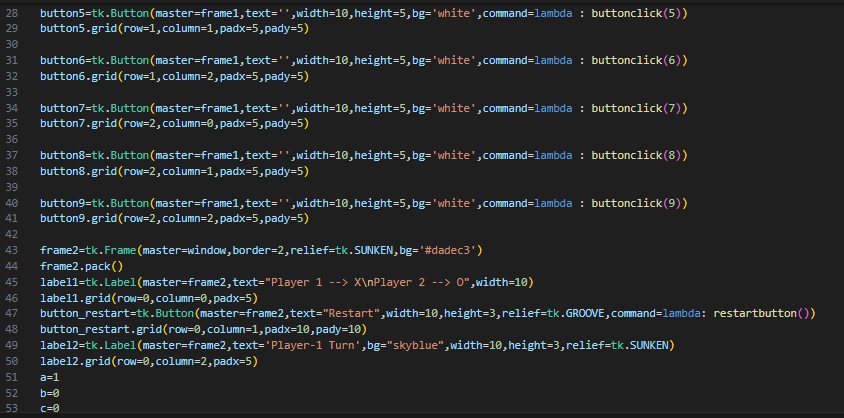 28 button5=tk.Button(master=frame1,text='',width=10,height=5,bg='white',command=lambda : buttonclick(5))
29 button5.grid(row=1,column=1,padx=5,pady=5)
30
31 button6=tk.Button(master=frame1,text='',width=10,height=5,bg='white',command=lambda : buttonclick(6))
32 button6.grid(row=1,column=2,padx=5,pady=5)
33
34 button7=tk.Button(master=frame1,text='',width=10,height=5,bg='white',command=lambda : buttonclick(7))
35 button7.grid(row=2,column=0,padx=5,pady=5)
36
37 button8=tk.Button(master=frame1,text='',width=10,height=5,bg='white',command=lambda : buttonclick(8))
38 button8.grid(row=2,column=1,padx=5,pady=5)
39
40 button9=tk.Button(master=frame1,text='',width=10,height=5,bg='white',command=lambda : buttonclick(9))
41 button9.grid(row=2,column=2,padx=5,pady=5)
42
43 frame2=tk.Frame(master=window,border=2,relief=tk.SUNKEN,bg='#dadec3')
44 frame2.pack()
45 label1=tk.Label(master=frame2,text="Player 1 --> X\nPlayer 2 --> O",width=10)
46 label1.grid(row=0,column=0,padx=5)
47 button_restart=tk.Button(master=frame2,text="Restart",width=10,height=3,relief=tk.GROOVE,command=lambda: restartbutton())
48 button_restart.grid(row=0,column=1,padx=10,pady=10)
49 label2=tk.Label(master=frame2,text='Player-1 Turn',bg="skyblue",width=10,height=3,relief=tk.SUNKEN)
50 label2.grid(row=0,column=2,padx=5)
51 a=1
52 b=0
53 c=0